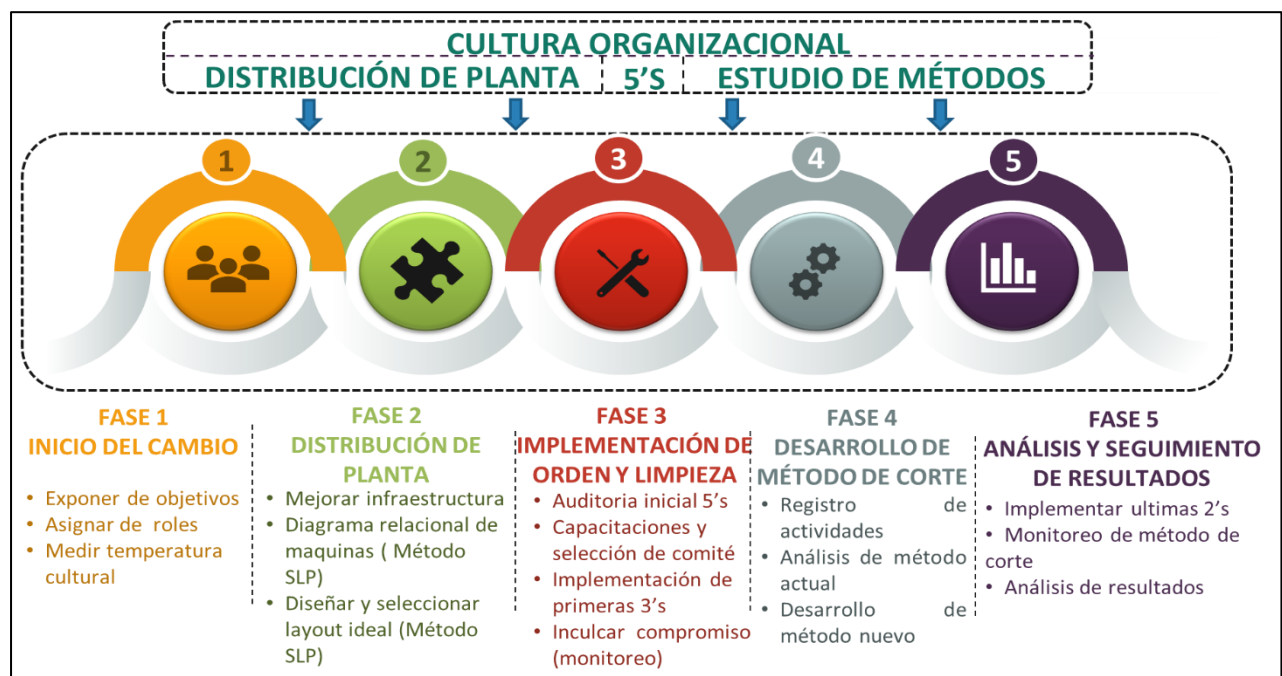 CULTURA ORGANIZACIONAL
DISTRIBUCIÓN DE PLANTA 5'S ESTUDIO DE MÉTODOS
1 2 3 4 5
FASE 1
INICIO DEL CAMBIO
• Exponer de objetivos
• Asignar de roles
• Medir temperatura
cultural
FASE 2
DISTRIBUCIÓN DE
PLANTA
• Mejorar infraestructura
• Diagrama relacional de
maquinas ( Método
SLP)
• Diseñar y seleccionar
layout ideal (Método
SLP)
FASE 3
IMPLEMENTACIÓN DE
ORDEN Y LIMPIEZA
• Auditoria inicial 5's
• Capacitaciones y
selección de comité
• Implementación de
primeras 3's
• Inculcar compromiso
(monitoreo)
FASE 4
DESARROLLO DE
MÉTODO DE CORTE
• Registro de
actividades
• Análisis de método
actual
• Desarrollo de
método nuevo
FASE 5
ANÁLISIS Y SEGUIMIENTO
DE RESULTADOS
• Implementar ultimas 2's
• Monitoreo de método de
corte
• Análisis de resultados